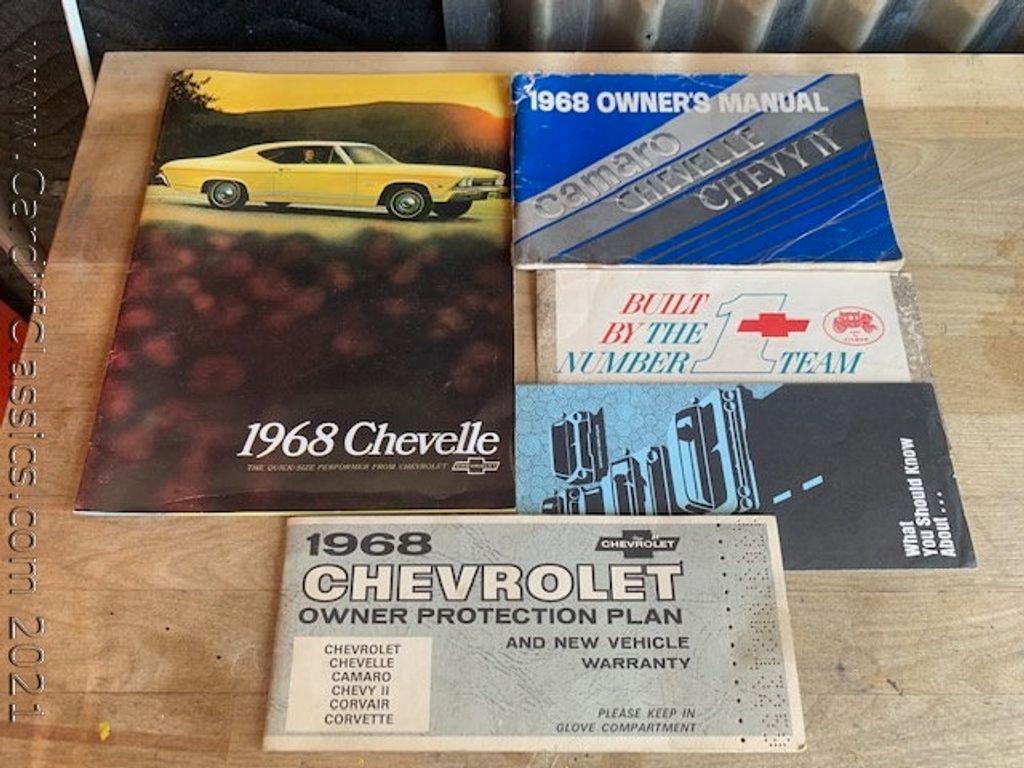 1968 Chevelle
THE QUICK-SIZE PERFORMER FROM CHEVROLET
1968 OWNER'S MANUAL
camaro
CHEVELLE
CHEVY II
BUILT
BY THE
NUMBER 1 TEAM
What
You Should Know
About...
1968
CHEVROLET
CHEVROLET
OWNER PROTECTION PLAN
AND NEW VEHICLE
WARRANTY
CHEVROLET
CHEVELLE
CAMARO
CHEVY II
CORVAIR
CORVETTE
PLEASE KEEP IN
GLOVE COMPARTMENT
www.CardiffClassics.com 2021